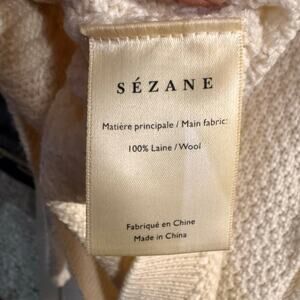 SÉZANE
Matière principale / Main fabric:
100% Laine / Wool
Fabriqué en Chine
Made in China